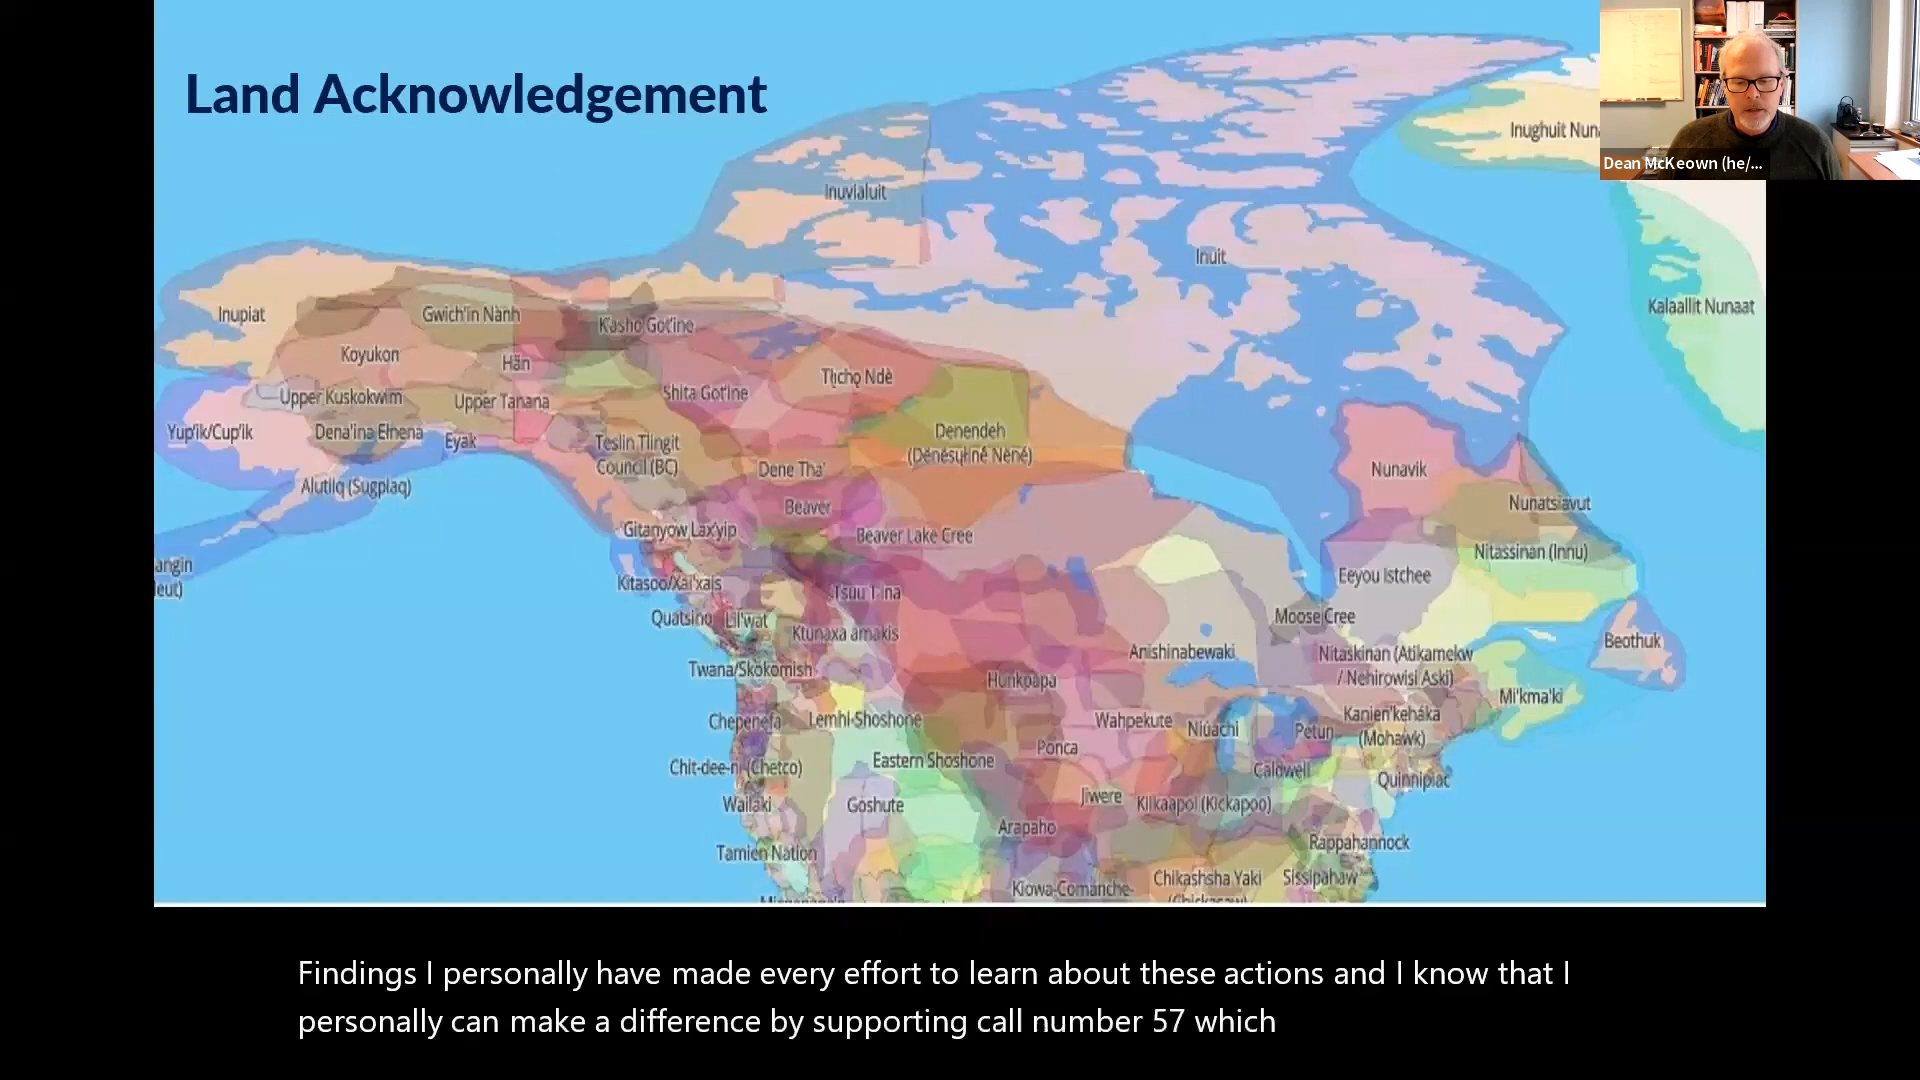 Land Acknowledgement
Inughuit Nun
Dean McKeown (he/...
Inuvialuit
Inuit
Kalaallit Nunaat
Inupiat
Gwich'in Nành
K'asho Got'ine
Koyukon
Hän
Tłı̨chǫ Ndè
Shita Got'ine
Upper Kuskokwim
Upper Tanana
Yup'ik/Cup'ik
Dena'ina Ełnena
Eyak
Teslin Tlingit
Council (BC)
Denendeh
(Dënësųłinë́ Nëné)
Dene Tha'
Nunavik
Alutiiq (Sugpiaq)
Beaver
Nunatsiavut
Gitanyow Lax'yip
Beaver Lake Cree
Nitassinan (Innu)
angin
leut)
Kitasoo/Xai'xais
Tsuu T'ina
Eeyou Istchee
Quatsino
Lil'wat
Ktunaxa amakis
Moose Cree
Beothuk
Anishinabewaki
Nitaskinan (Atikamekw
/ Nehirowisi Aski)
Twana/Skokomish
Hunkpapa
Mi'kma'ki
Chepenefa
Lemhi-Shoshone
Wahpekute
Niúachi
Petun
Kanien'kehá:ka
(Mohawk)
Ponca
Eastern Shoshone
Chit-dee-ni (Chetco)
Caldwell
Quinnipiac
Wailaki
Goshute
Jiwere
Kiikaapoi (Kickapoo)
Arapaho
Rappahannock
Tamien Nation
Kiowa-Comanche-
Chikashsha Yaki
(Chickasaw)
Sissipahaw
Findings I personally have made every effort to learn about these actions and I know that I
personally can make a difference by supporting call number 57 which